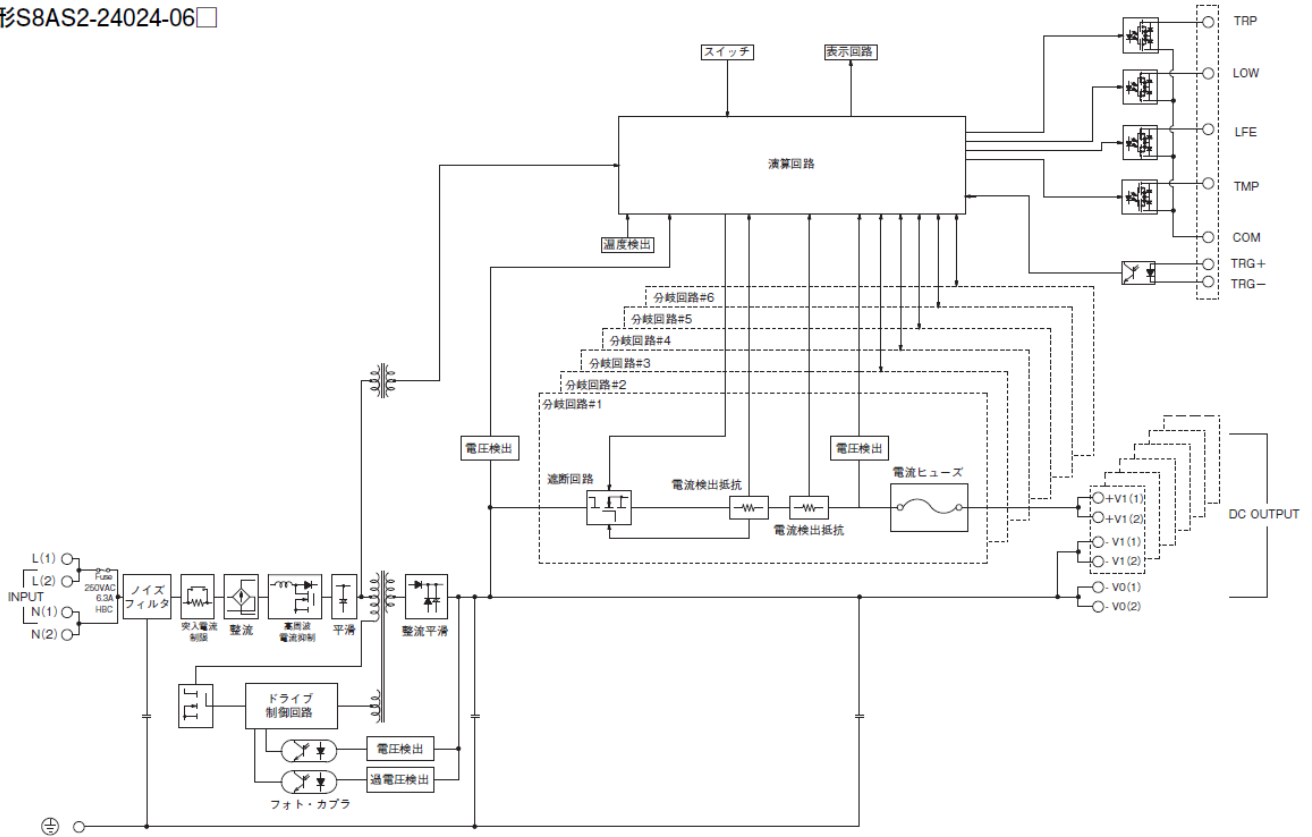 形S8AS2-24024-06□
スイッチ
表示回路
演算回路
温度検出
TRP
LOW
LFE
TMP
COM
TRG+
TRG−
分岐回路#6
分岐回路#5
分岐回路#4
分岐回路#3
分岐回路#2
分岐回路#1
電圧検出
遮断回路
電流検出抵抗
電流検出抵抗
電圧検出
電流ヒューズ
+V1(1)
+V1(2)
- V1(1)
- V1(2)
- V0(1)
- V0(2)
DC OUTPUT
L(1)
L(2)
INPUT
N(1)
N(2)
Fuse
250VAC
6.3A
HBC
ノイズ
フィルタ
突入電流
制限
整流
高周波
電流抑制
平滑
整流平滑
ドライブ
制御回路
電圧検出
過電圧検出
フォト・カプラ